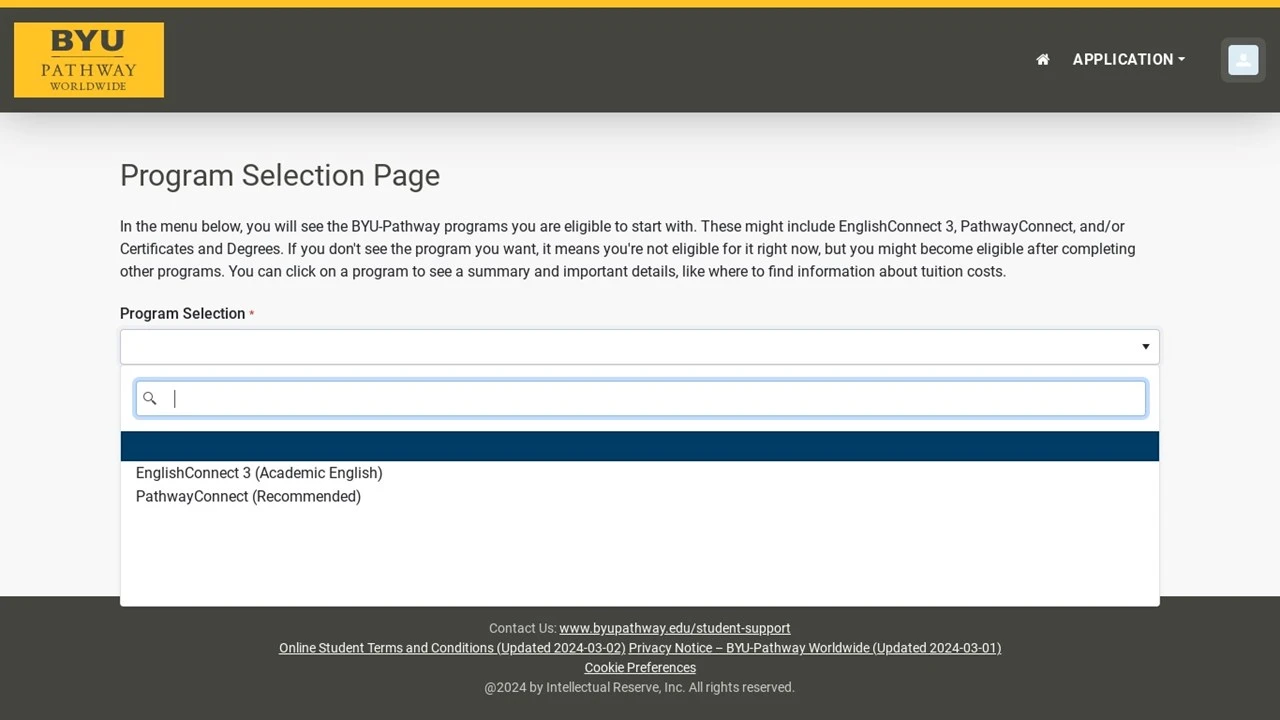 BYU
PATHWAY
WORLDWIDE
APPLICATION
Program Selection Page
In the menu below, you will see the BYU-Pathway programs you are eligible to start with. These might include EnglishConnect 3, PathwayConnect, and/or
Certificates and Degrees. If you don't see the program you want, it means you're not eligible for it right now, but you might become eligible after completing
other programs. You can click on a program to see a summary and important details, like where to find information about tuition costs.
Program Selection *
EnglishConnect 3 (Academic English)
PathwayConnect (Recommended)
Contact Us: www.byupathway.edu/student-support
Online Student Terms and Conditions (Updated 2024-03-02) Privacy Notice – BYU-Pathway Worldwide (Updated 2024-03-01)
Cookie Preferences
@2024 by Intellectual Reserve, Inc. All rights reserved.